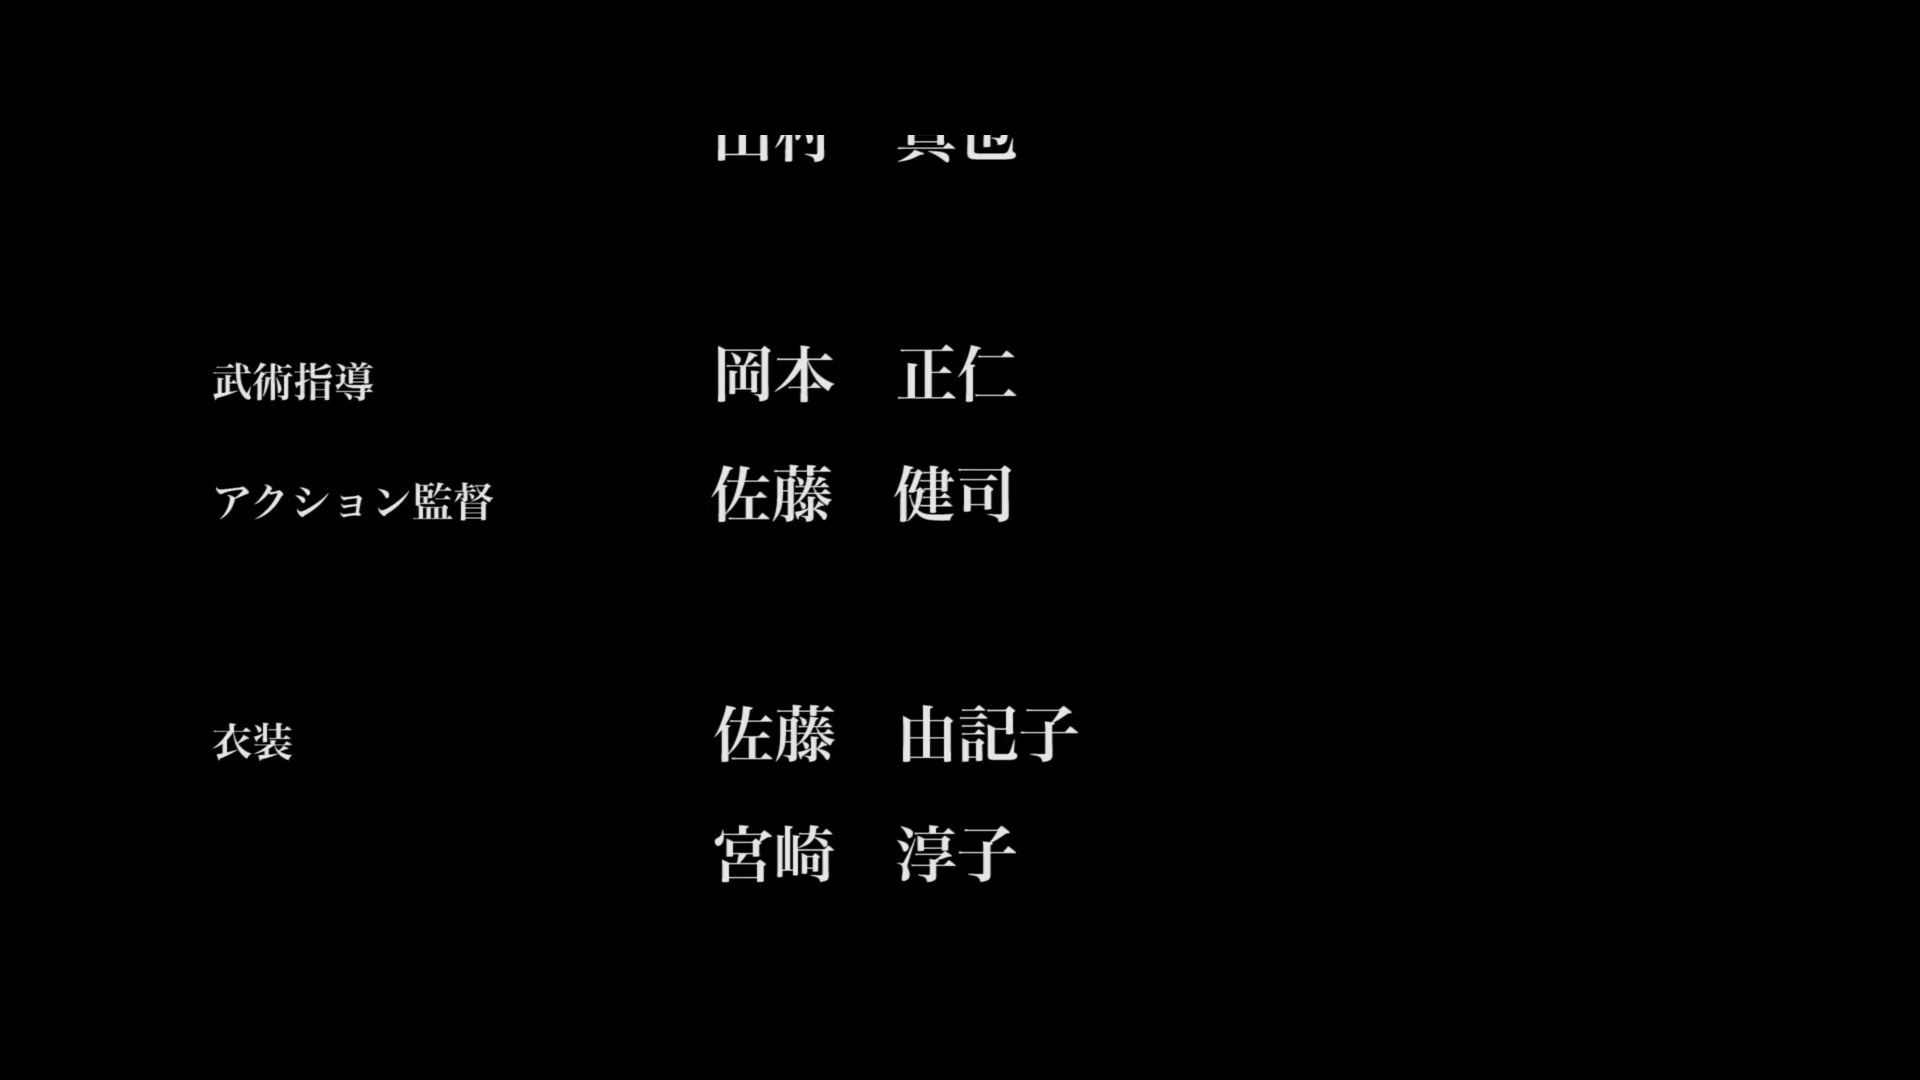 武術指導　岡本　正仁
アクション監督　佐藤　健司
衣装　佐藤　由記子
宮崎　淳子